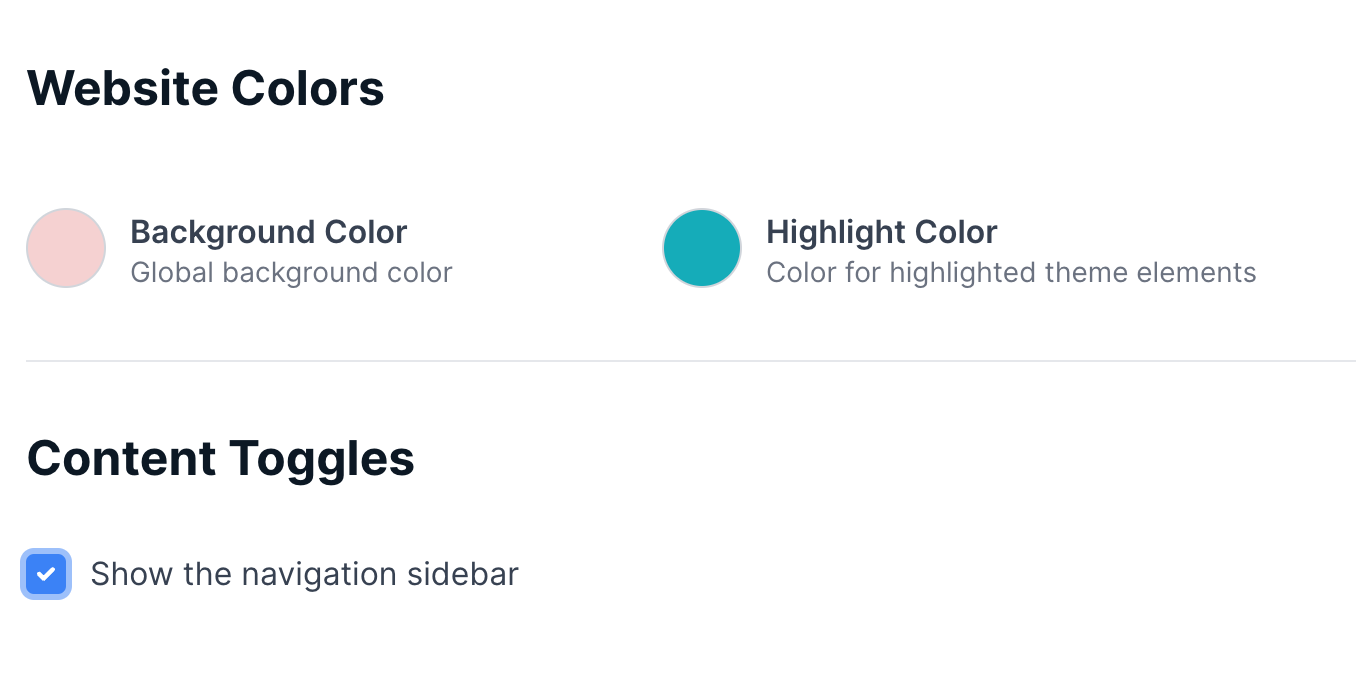 Website Colors
Background Color
Global background color
Highlight Color
Color for highlighted theme elements
Content Toggles
Show the navigation sidebar